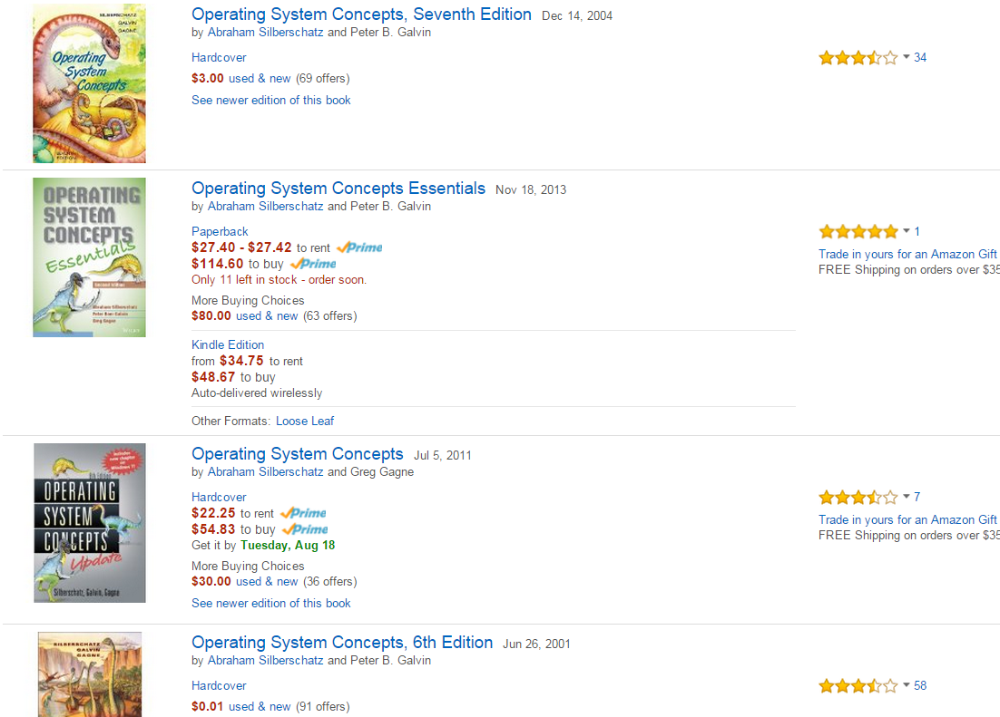 SILBERSCHATZ
GALVIN
GAGNE
Operating
System
Concepts
Operating System Concepts, Seventh Edition Dec 14, 2004
by Abraham Silberschatz and Peter B. Galvin
Hardcover
$3.00 used & new (69 offers)
See newer edition of this book
34
OPERATING
SYSTEM
CONCEPTS
Essentials
Abraham Silberschatz
Peter Baer Galvin
Greg Gagne
Operating System Concepts Essentials Nov 18, 2013
by Abraham Silberschatz and Peter B. Galvin
Paperback
$27.40 - $27.42 to rent Prime
$114.60 to buy Prime
Only 11 left in stock - order soon.
More Buying Choices
$80.00 used & new (63 offers)
Kindle Edition
from $34.75 to rent
$48.67 to buy
Auto-delivered wirelessly
Other Formats: Loose Leaf
1
Trade in yours for an Amazon Gift
FREE Shipping on orders over $35
Includes
new chapter
on
Windows 7!
8th Edition
OPERATING
SYSTEM
CONCEPTS
Update
Silberschatz, Galvin, Gagne
Operating System Concepts Jul 5, 2011
by Abraham Silberschatz and Greg Gagne
Hardcover
$22.25 to rent Prime
$54.83 to buy Prime
Get it by Tuesday, Aug 18
More Buying Choices
$30.00 used & new (36 offers)
See newer edition of this book
7
Trade in yours for an Amazon Gift
FREE Shipping on orders over $35
SILBERSCHATZ
GALVIN
GAGNE
Operating System Concepts, 6th Edition Jun 26, 2001
by Abraham Silberschatz and Peter B. Galvin
Hardcover
$0.01 used & new (91 offers)
58